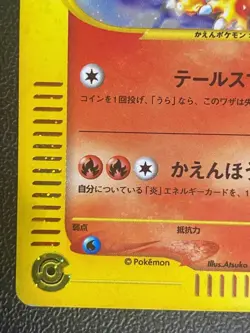 かえんポケモン
テールス
コインを1回投げ、「うら」なら、このワザは失
かえんほう
自分についている「炎」エネルギーカードを、1
弱点 抵抗力
© Pokémon Illus. Atsuko